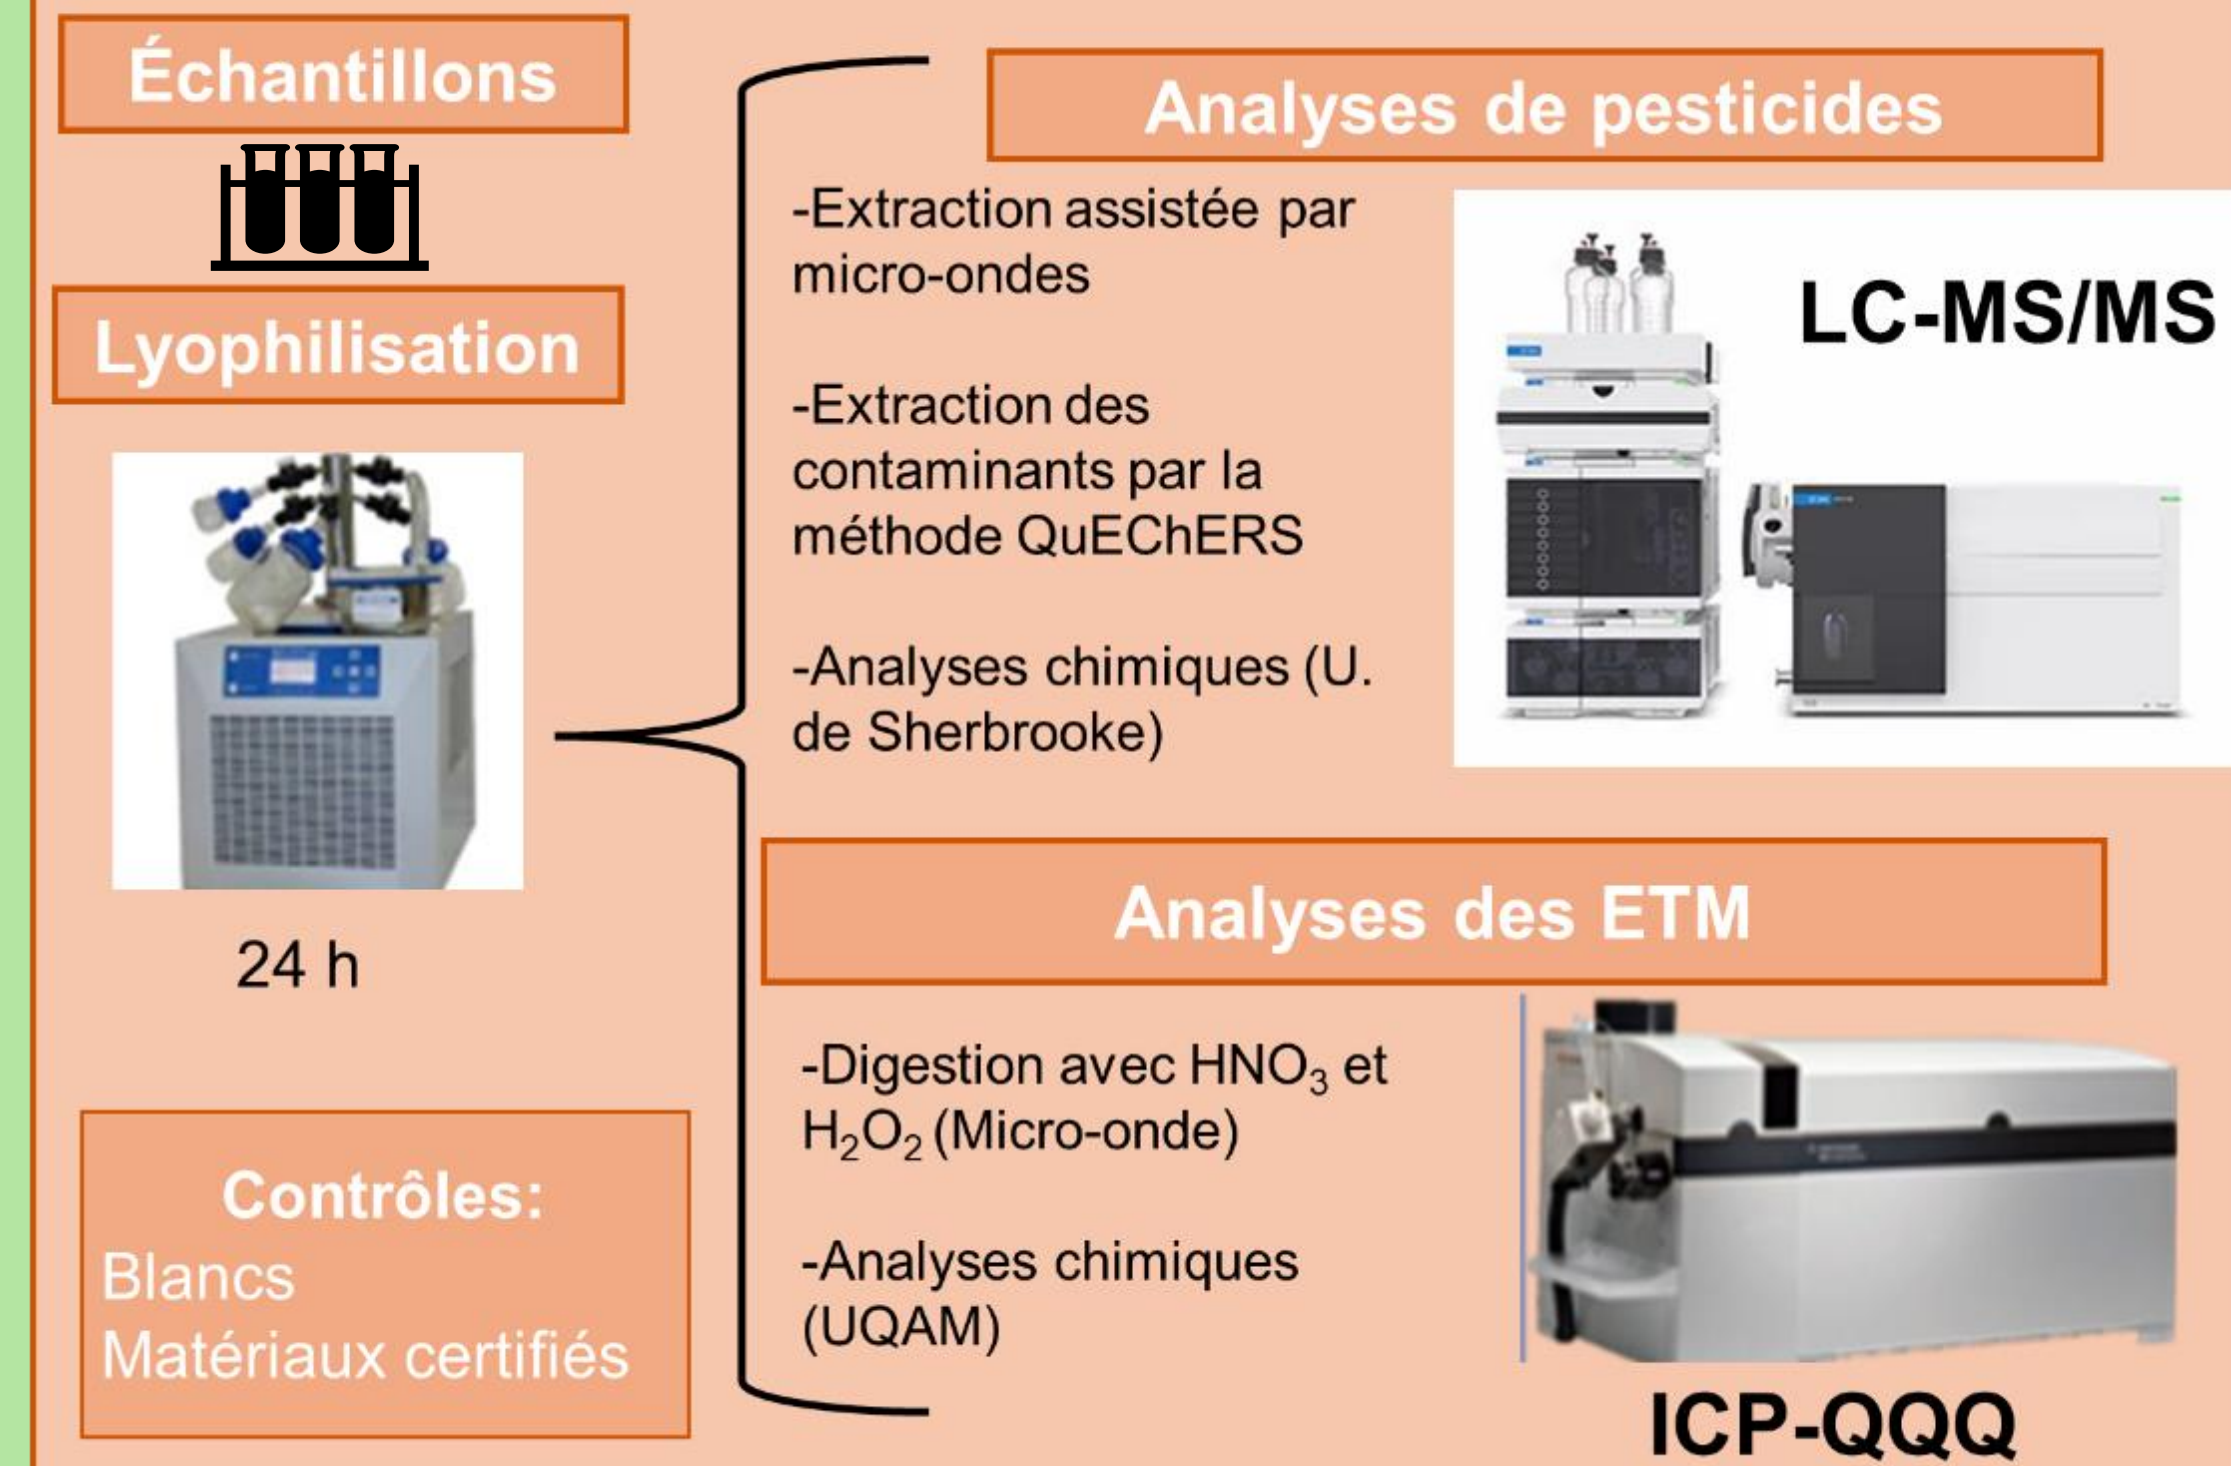 Échantillons
Lyophilisation
24 h
Contrôles:
Blancs
Matériaux certifiés
Analyses de pesticides
-Extraction assistée par
micro-ondes
-Extraction des
contaminants par la
méthode QuEChERS
-Analyses chimiques (U.
de Sherbrooke)
LC-MS/MS
Analyses des ETM
-Digestion avec HNO₃ et
H₂O₂ (Micro-onde)
-Analyses chimiques
(UQAM)
ICP-QQQ